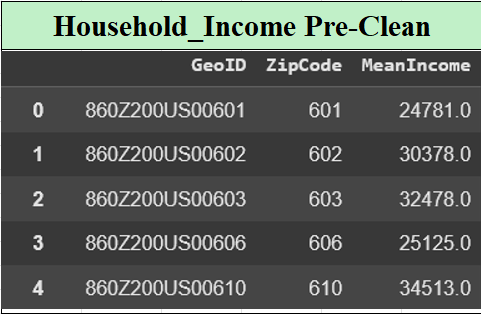 Household_Income Pre-Clean
GeoID ZipCode MeanIncome
0 860Z200US00601 601 24781.0
1 860Z200US00602 602 30378.0
2 860Z200US00603 603 32478.0
3 860Z200US00606 606 25125.0
4 860Z200US00610 610 34513.0